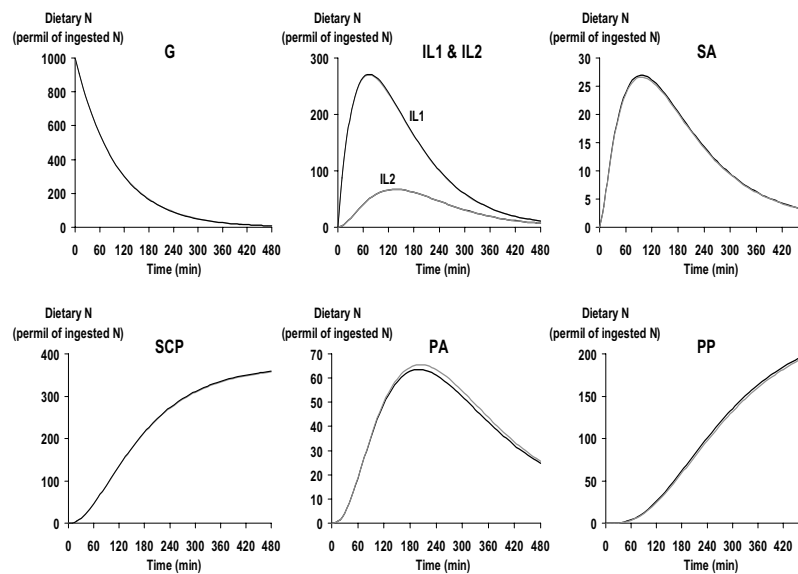 Dietary N
(permil of ingested N)
G
1000
800
600
400
200
0
0 60 120 180 240 300 360 420 480
Time (min)
Dietary N
(permil of ingested N)
IL1 & IL2
300
200
100
0
IL1
IL2
0 60 120 180 240 300 360 420 480
Time (min)
Dietary N
(permil of ingested N)
SA
30
25
20
15
10
5
0
0 60 120 180 240 300 360 420
Time (min)
Dietary N
(permil of ingested N)
SCP
400
300
200
100
0
0 60 120 180 240 300 360 420 480
Time (min)
Dietary N
(permil of ingested N)
PA
70
60
50
40
30
20
10
0
0 60 120 180 240 300 360 420 480
Time (min)
Dietary N
(permil of ingested N)
PP
200
150
100
50
0
0 60 120 180 240 300 360 420
Time (min)